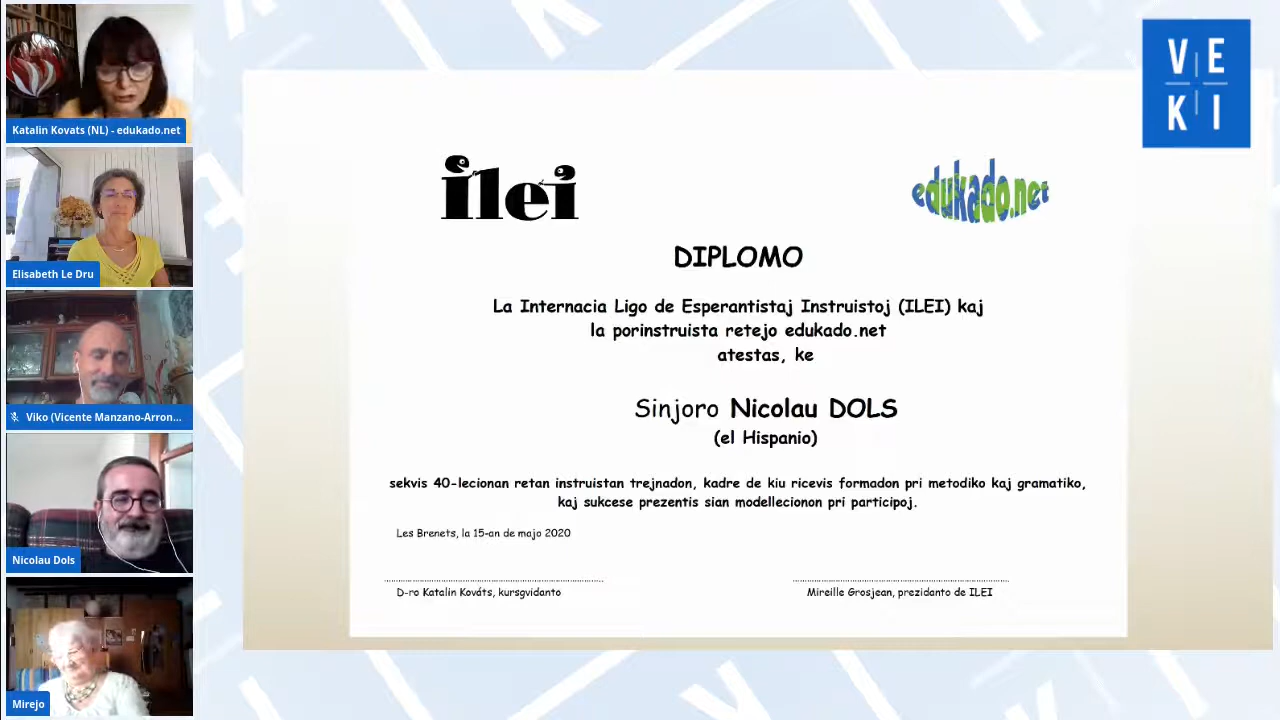 Katalin Kovats (NL) - edukado.net
Elisabeth Le Dru
Viko (Vicente Manzano-Arron...
Nicolau Dols
Mirejo
VE
KI
ilei
edukado.net
DIPLOMO
La Internacia Ligo de Esperantistaj Instruistoj (ILEI) kaj
la porinstruista retejo edukado.net
atestas, ke
Sinjoro Nicolau DOLS
(el Hispanio)
sekvis 40-lecionan retan instruistan trejnadon, kadre de kiu ricevis formadon pri metodiko kaj gramatiko,
kaj sukcese prezentis sian modellecionon pri participoj.
Les Brenets, la 15-an de majo 2020
D-ro Katalin Kováts, kursgvidanto
Mireille Grosjean, prezidanto de ILEI